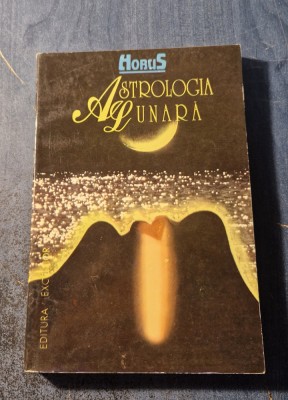 HORUS
ASTROLOGIA
LUNARĂ
EDITURA EXCELSIOR